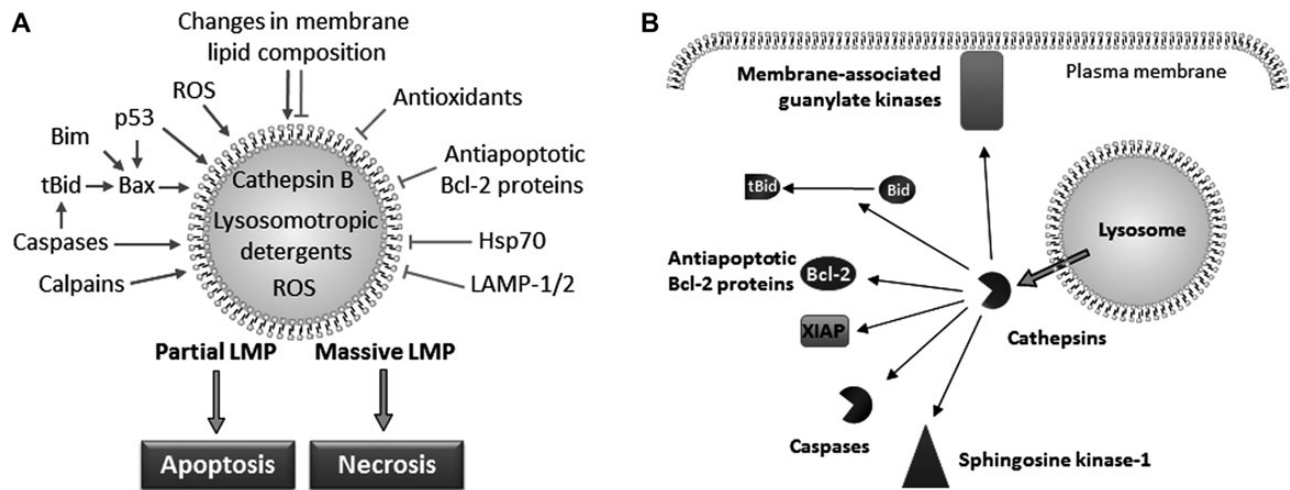 A
Changes in membrane
lipid composition
ROS
Antioxidants
p53
Bim
Antiapoptotic
Bcl-2 proteins
tBid
Bax
Cathepsin B
Lysosomotropic
detergents
ROS
Caspases
Hsp70
Calpains
LAMP-1/2
Partial LMP
Massive LMP
Apoptosis
Necrosis
B
Membrane-associated
guanylate kinases
Plasma membrane
tBid
Bid
Lysosome
Antiapoptotic
Bcl-2 proteins
Bcl-2
XIAP
Cathepsins
Caspases
Sphingosine kinase-1